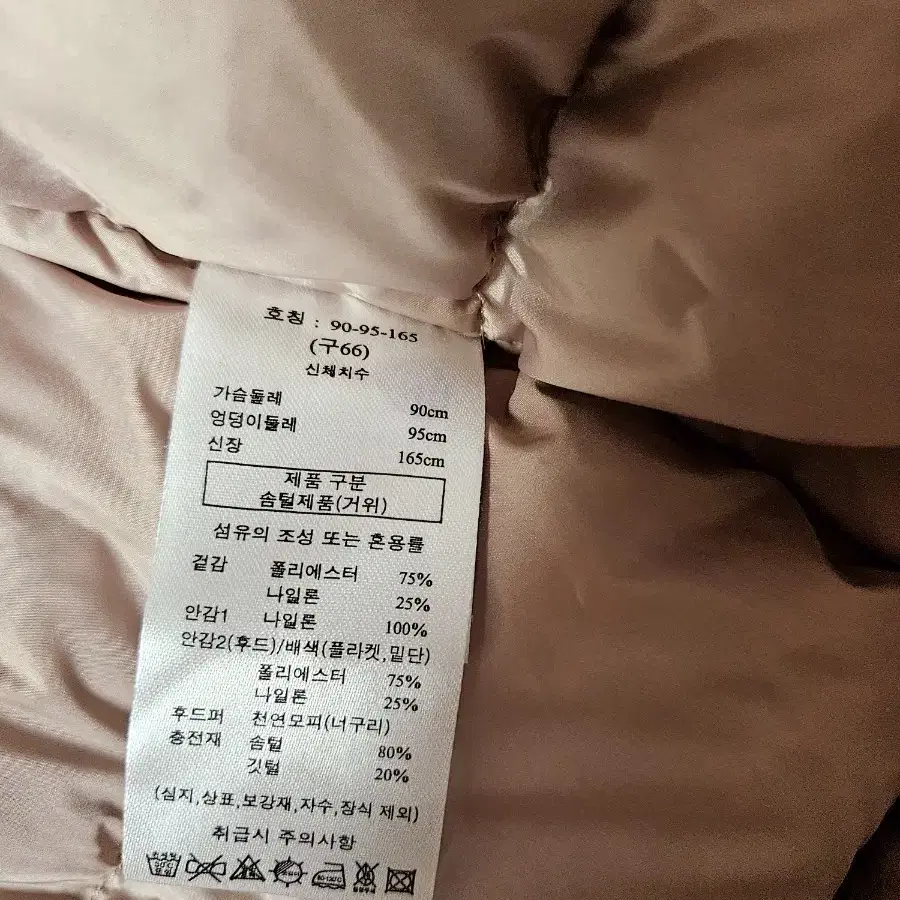 호칭 : 90-95-165
(구66)
신체치수
가슴둘레 90cm
엉덩이둘레 95cm
신장 165cm
제품 구분
솜털제품(거위)
섬유의 조성 또는 혼용률
겉감 폴리에스터 75%
나일론 25%
안감1 나일론 100%
안감2(후드)/배색(플라켓,밑단)
폴리에스터 75%
나일론 25%
후드퍼 천연모피(너구리)
충전재 솜털 80%
깃털 20%
(심지,상표,보강재,자수,장식 제외)
취급시 주의사항